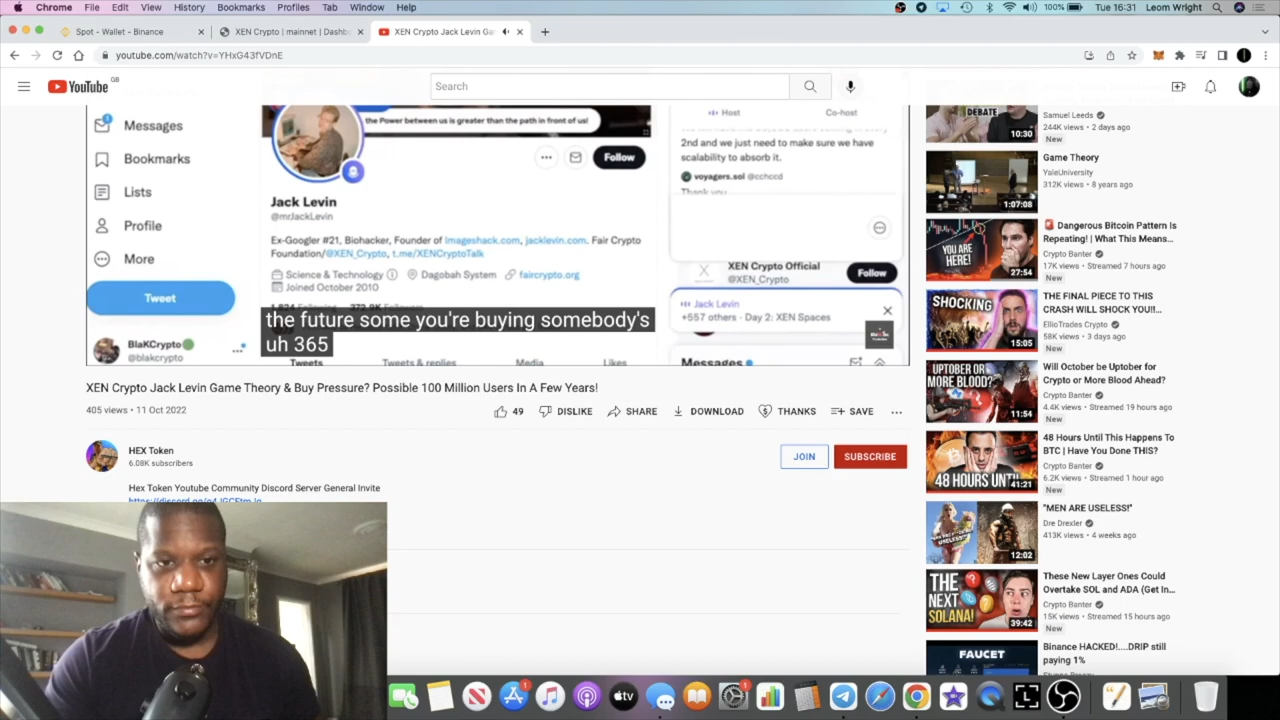 Chrome File Edit View History Bookmarks Profiles Tab Window Help 100% Tue 16:31 Leom Wright
Spot - Wallet - Binance XEN Crypto | mainnet | Dashb XEN Crypto Jack Levin Ga
youtube.com/watch?v=YHxG43fVDnE
YouTube GB Search
Messages
Bookmarks
Lists
Profile
More
Tweet
BlaKCrypto
@blakcrypto
the Power between us is greater than the path in front of us!
Follow
Jack Levin
@mrJackLevin
Ex-Googler #21, Biohacker, Founder of Imageshack.com, jacklevin.com. Fair Crypto
Foundation/@XEN_Crypto, t.me/XENCryptoTalk
Science & Technology Dagobah System faircrypto.org
Joined October 2010
the future some you're buying somebody's
uh 365
Tweets Tweets & replies Media Likes
Host Co-host
2nd and we just need to make sure we have
scalability to absorb it.
voyagers.sol @cchccd
Thank you
XEN Crypto Official
@XEN_Crypto
Follow
Jack Levin
+557 others · Day 2: XEN Spaces
Messages
XEN Crypto Jack Levin Game Theory & Buy Pressure? Possible 100 Million Users In A Few Years!
405 views • 11 Oct 2022
49 DISLIKE SHARE DOWNLOAD THANKS SAVE
HEX Token
6.08K subscribers
JOIN SUBSCRIBE
Hex Token Youtube Community Discord Server General Invite
DEBATE
10:30
Samuel Leeds
244K views • 2 days ago
New
1:07:08
Game Theory
YaleUniversity
312K views • 8 years ago
YOU ARE
HERE!
27:54
Dangerous Bitcoin Pattern Is
Repeating! | What This Means...
Crypto Banter
17K views • Streamed 7 hours ago
New
SHOCKING
15:05
THE FINAL PIECE TO THIS
CRASH WILL SHOCK YOU!!...
EllioTrades Crypto
58K views • 3 days ago
New
UPTOBER OR
MORE BLOOD?
11:54
Will October be Uptober for
Crypto or More Blood Ahead?
Crypto Banter
4.4K views • Streamed 19 hours ago
New
48 HOURS UNTIL
41:21
48 Hours Until This Happens To
BTC | Have You Done THIS?
Crypto Banter
6.2K views • Streamed 1 hour ago
New
12:02
"MEN ARE USELESS!"
Dre Drexler
413K views • 4 weeks ago
THE
NEXT
SOLANA!
39:42
These New Layer Ones Could
Overtake SOL and ADA (Get In...
Crypto Banter
15K views • Streamed 15 hours ago
New
FAUCET
Binance HACKED!....DRIP still
paying 1%